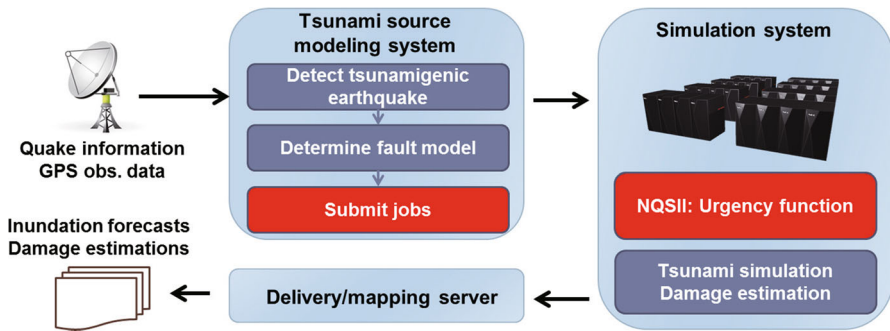 Quake information
GPS obs. data
Tsunami source
modeling system
Detect tsunamigenic
earthquake
Determine fault model
Submit jobs
Simulation system
NQSII: Urgency function
Tsunami simulation
Damage estimation
Delivery/mapping server
Inundation forecasts
Damage estimations